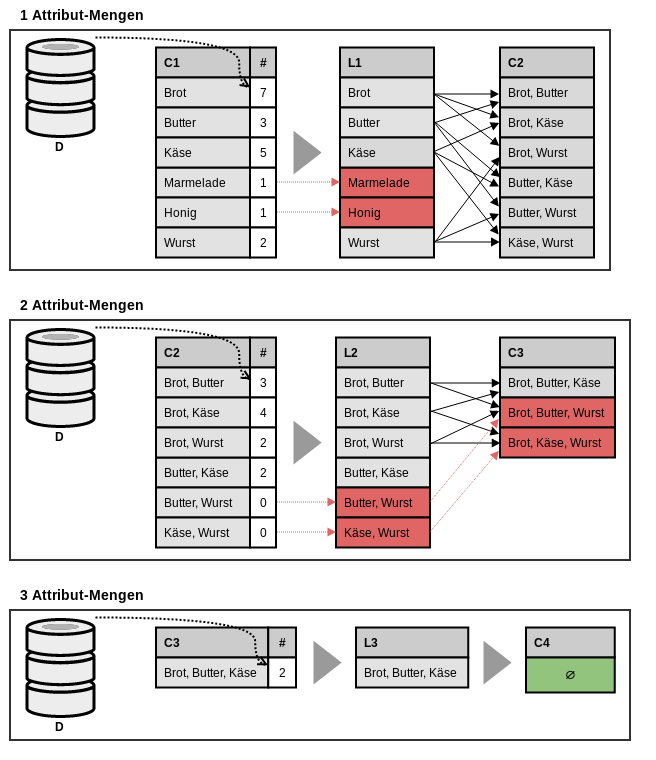 1 Attribut-Mengen
D
C1 #
Brot 7
Butter 3
Käse 5
Marmelade 1
Honig 1
Wurst 2
L1
Brot
Butter
Käse
Marmelade
Honig
Wurst
C2
Brot, Butter
Brot, Käse
Brot, Wurst
Butter, Käse
Butter, Wurst
Käse, Wurst
2 Attribut-Mengen
D
C2 #
Brot, Butter 3
Brot, Käse 4
Brot, Wurst 2
Butter, Käse 2
Butter, Wurst 0
Käse, Wurst 0
L2
Brot, Butter
Brot, Käse
Brot, Wurst
Butter, Käse
Butter, Wurst
Käse, Wurst
C3
Brot, Butter, Käse
Brot, Butter, Wurst
Brot, Käse, Wurst
3 Attribut-Mengen
D
C3 #
Brot, Butter, Käse 2
L3
Brot, Butter, Käse
C4
∅